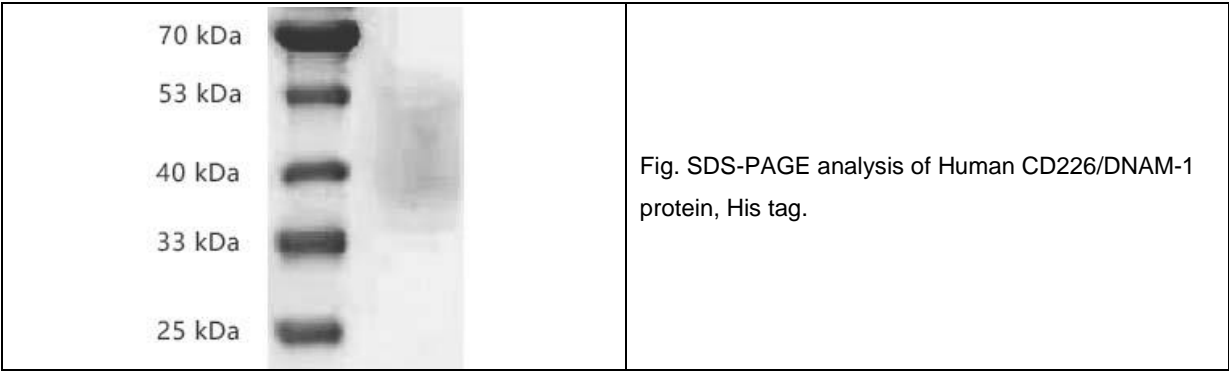 70 kDa
53 kDa
40 kDa
33 kDa
25 kDa
Fig. SDS-PAGE analysis of Human CD226/DNAM-1
protein, His tag.